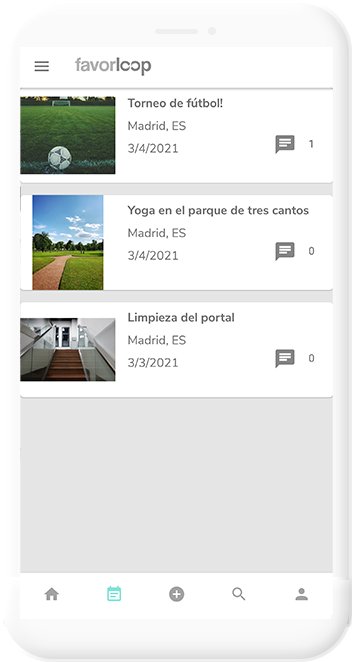 favorloop
Torneo de fútbol!
Madrid, ES
3/4/2021
1
Yoga en el parque de tres cantos
Madrid, ES
3/4/2021
0
Limpieza del portal
Madrid, ES
3/3/2021
0